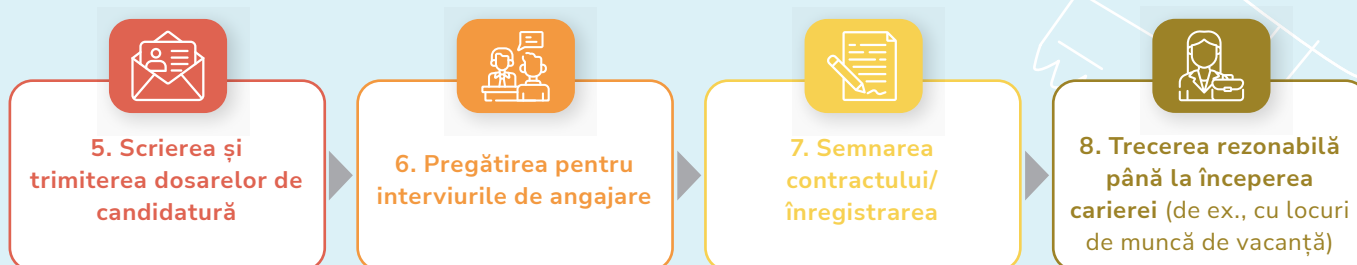 5. Scrierea și
trimiterea dosarelor de
candidatură
6. Pregătirea pentru
interviurile de angajare
7. Semnarea
contractului/
înregistrarea
8. Trecerea rezonabilă
până la începerea
carierei (de ex., cu locuri
de muncă de vacanță)